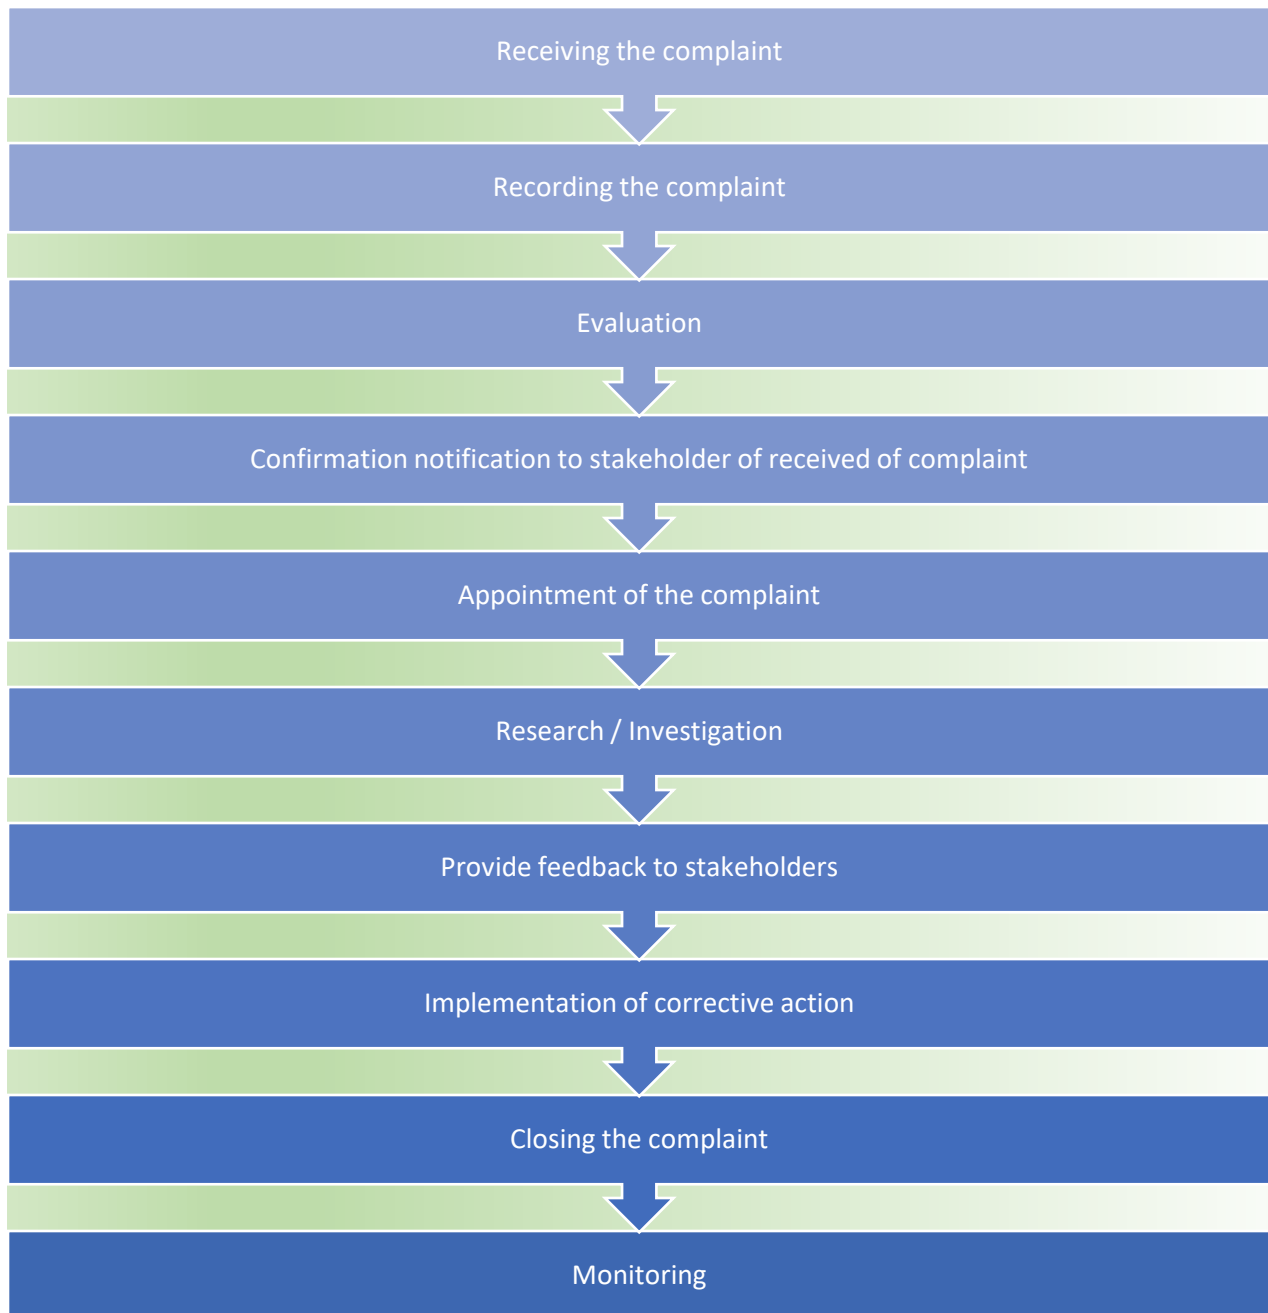 Receiving the complaint
Recording the complaint
Evaluation
Confirmation notification to stakeholder of received of complaint
Appointment of the complaint
Research / Investigation
Provide feedback to stakeholders
Implementation of corrective action
Closing the complaint
Monitoring